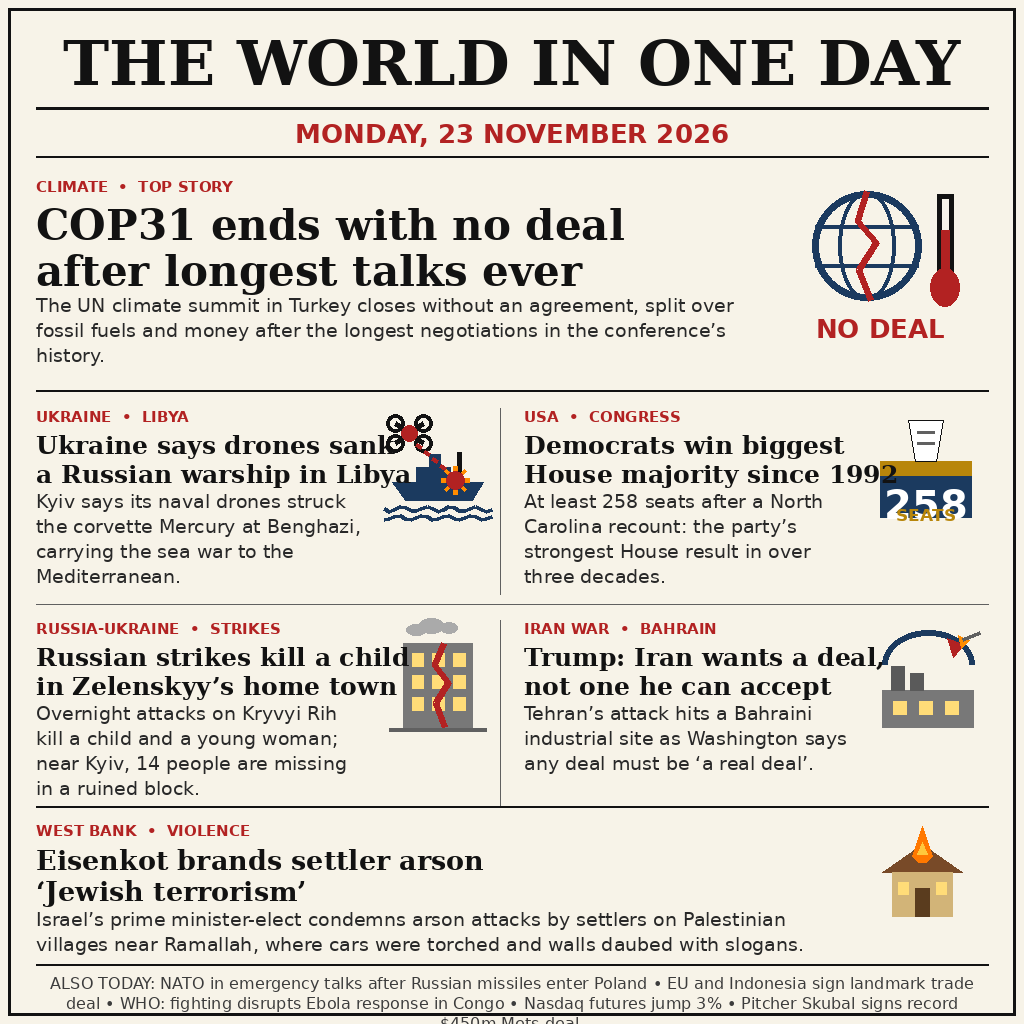 THE WORLD IN ONE DAY
MONDAY, 23 NOVEMBER 2026
CLIMATE • TOP STORY
COP31 ends with no deal
after longest talks ever
The UN climate summit in Turkey closes without an agreement, split over
fossil fuels and money after the longest negotiations in the conference’s
history.
NO DEAL
UKRAINE • LIBYA
Ukraine says drones sank
a Russian warship in Libya
Kyiv says its naval drones struck
the corvette Mercury at Benghazi,
carrying the sea war to the
Mediterranean.
USA • CONGRESS
Democrats win biggest
House majority since 1992
At least 258 seats after a North
Carolina recount: the party’s
strongest House result in over
three decades.
258
SEATS
RUSSIA-UKRAINE • STRIKES
Russian strikes kill a child
in Zelenskyy’s home town
Overnight attacks on Kryvyi Rih
kill a child and a young woman;
near Kyiv, 14 people are missing
in a ruined block.
IRAN WAR • BAHRAIN
Trump: Iran wants a deal,
not one he can accept
Tehran’s attack hits a Bahraini
industrial site as Washington says
any deal must be ‘a real deal’.
WEST BANK • VIOLENCE
Eisenkot brands settler arson
‘Jewish terrorism’
Israel’s prime minister-elect condemns arson attacks by settlers on Palestinian
villages near Ramallah, where cars were torched and walls daubed with slogans.
ALSO TODAY: NATO in emergency talks after Russian missiles enter Poland • EU and Indonesia sign landmark trade
deal • WHO: fighting disrupts Ebola response in Congo • Nasdaq futures jump 3% • Pitcher Skubal signs record
$450m Mets deal